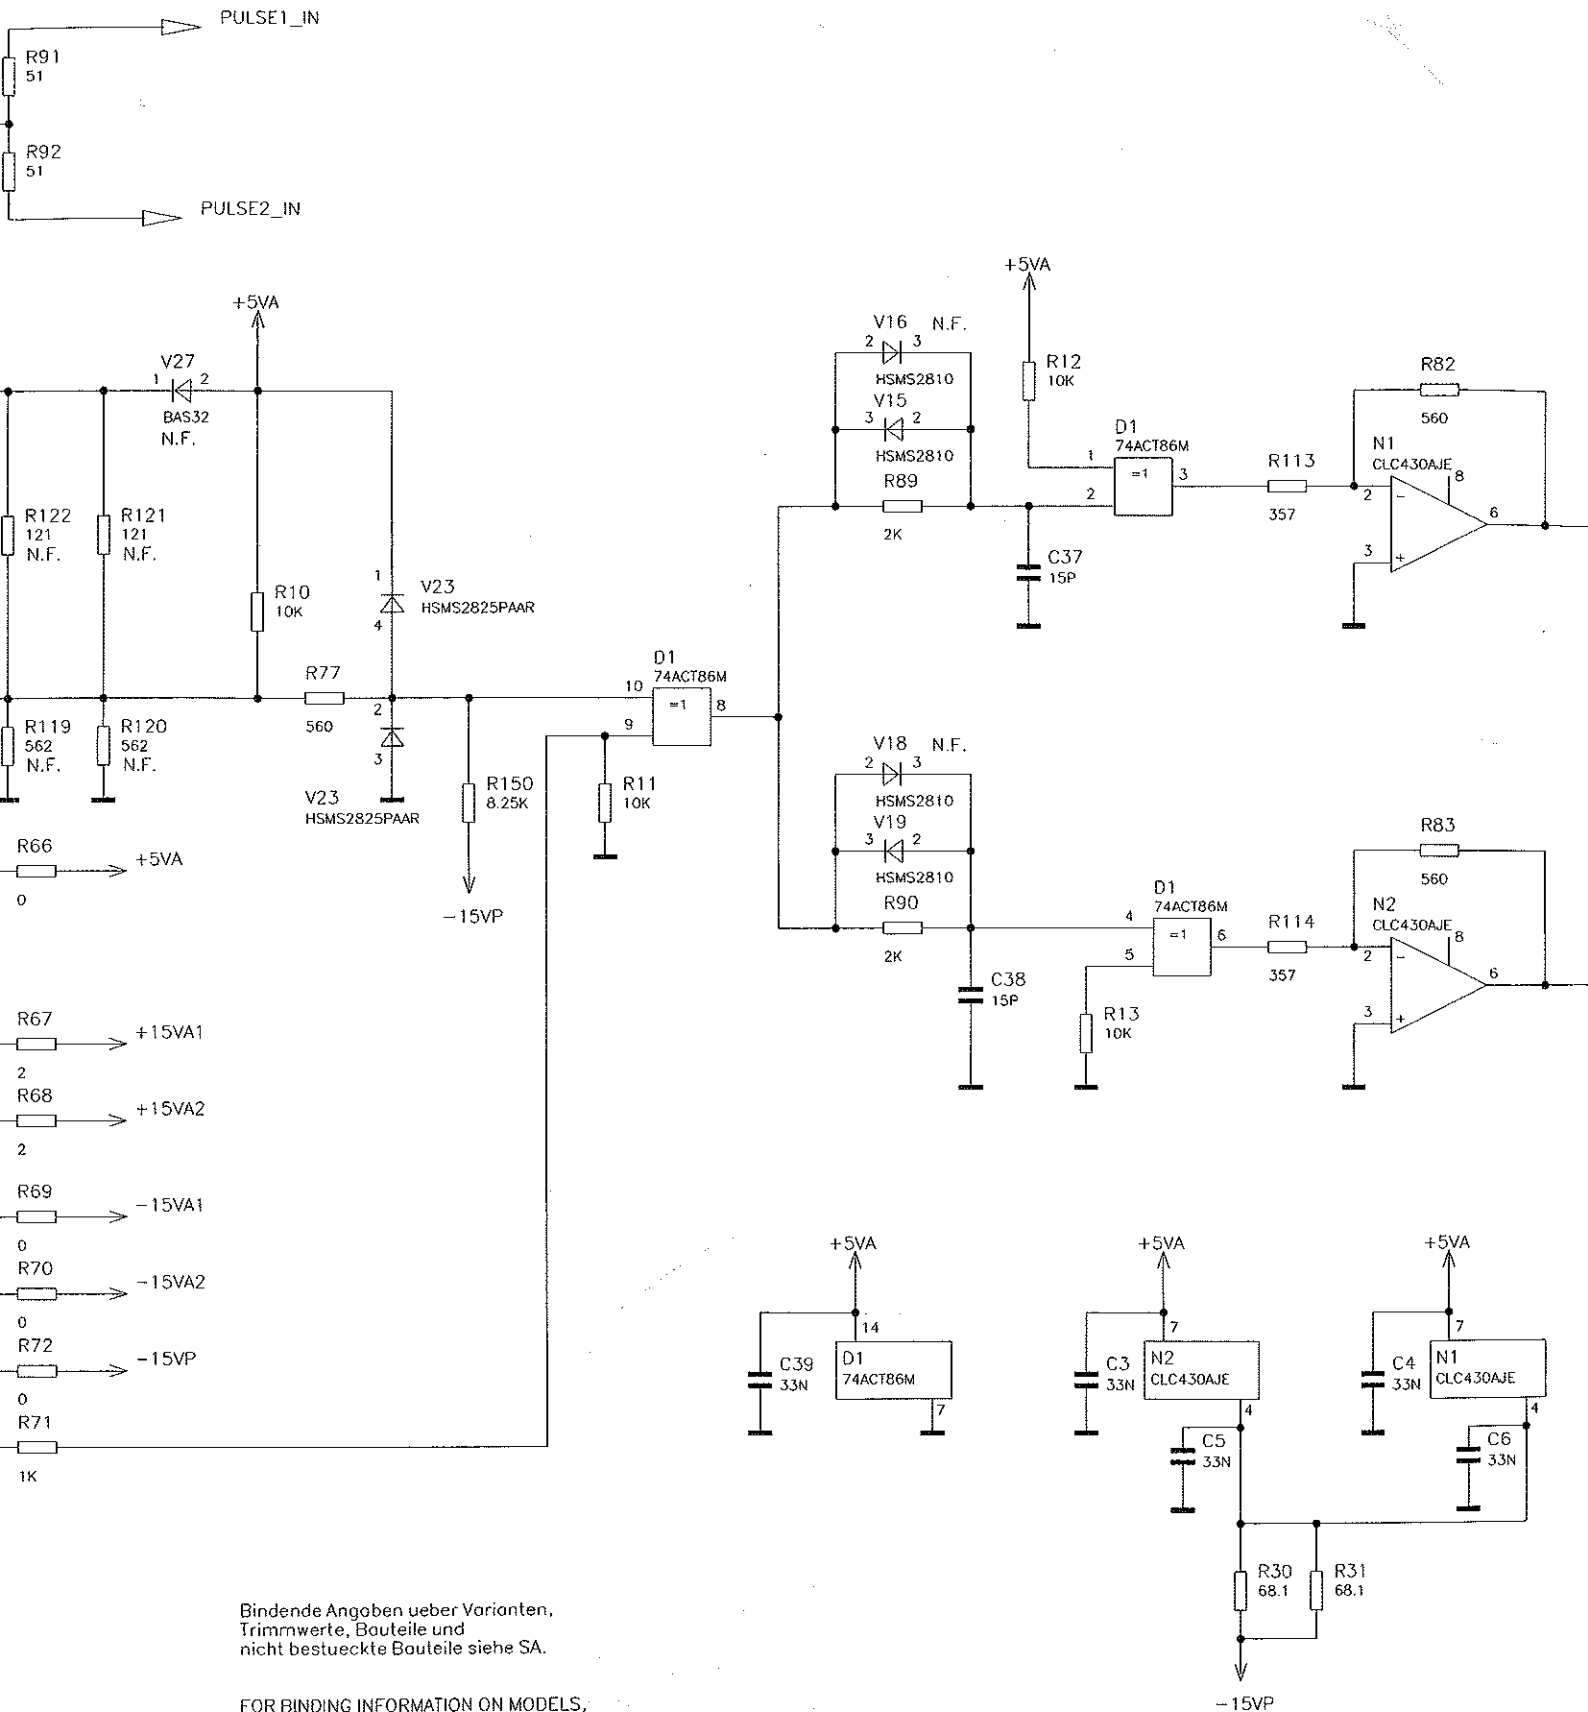 PULSE1_IN
R91
51
R92
51
PULSE2_IN
+5VA
V27
1 2
BAS32
N.F.
R122
121
N.F.
R121
121
N.F.
R10
10K
1
4
V23
HSMS2825PAAR
R77
560
2
3
V23
HSMS2825PAAR
R119
562
N.F.
R120
562
N.F.
R150
8.25K
-15VP
R11
10K
D1
74ACT86M
10
9
=1
8
V16 N.F.
2 3
HSMS2810
V15
3 2
HSMS2810
R89
2K
+5VA
R12
10K
C37
15P
D1
74ACT86M
1
2
=1
3
R113
357
R82
560
N1
CLC430AJE
8
2
-
3
+
6
V18 N.F.
2 3
HSMS2810
V19
3 2
HSMS2810
R90
2K
C38
15P
D1
74ACT86M
4
5
=1
6
R13
10K
R114
357
R83
560
N2
CLC430AJE
8
2
-
3
+
6
R66
0
+5VA
R67
2
+15VA1
R68
2
+15VA2
R69
0
-15VA1
R70
0
-15VA2
R72
0
-15VP
R71
1K
+5VA
14
C39
33N
D1
74ACT86M
7
+5VA
7
C3
33N
N2
CLC430AJE
4
C5
33N
+5VA
7
C4
33N
N1
CLC430AJE
4
C6
33N
R30
68.1
R31
68.1
-15VP
Bindende Angaben ueber Varianten,
Trimmwerte, Bauteile und
nicht bestueckte Bauteile siehe SA.
FOR BINDING INFORMATION ON MODELS,